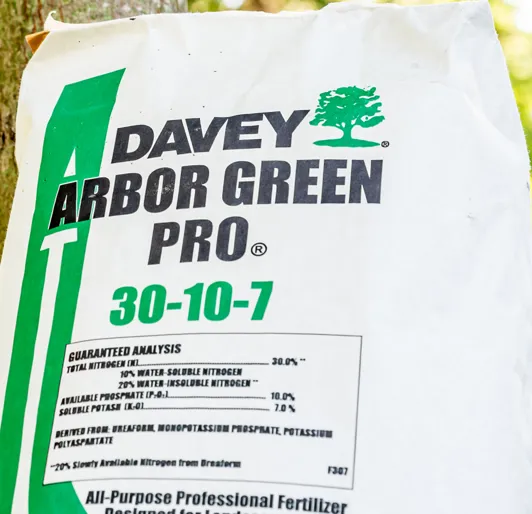 DAVEY®
ARBOR GREEN
PRO®
30-10-7
GUARANTEED ANALYSIS
TOTAL NITROGEN (N) 30.0% **
10% WATER-SOLUBLE NITROGEN
20% WATER-INSOLUBLE NITROGEN **
AVAILABLE PHOSPHATE (P₂O₅) 10.0%
SOLUBLE POTASH (K₂O) 7.0 %
DERIVED FROM: UREAFORM, MONOPOTASSIUM PHOSPHATE, POTASSIUM
POLYASPARTATE
**20% Slowly Available Nitrogen from Ureaform F307
All-Purpose Professional Fertilizer
Designed for